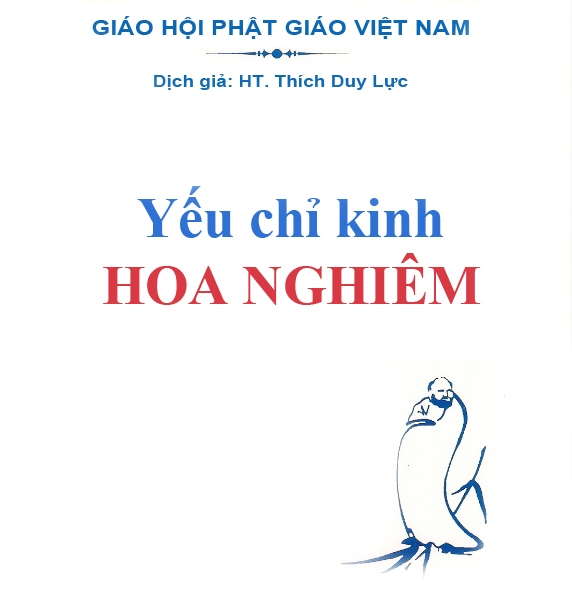 GIÁO HỘI PHẬT GIÁO VIỆT NAM
Dịch giả: HT. Thích Duy Lực
Yếu chỉ kinh
HOA NGHIÊM